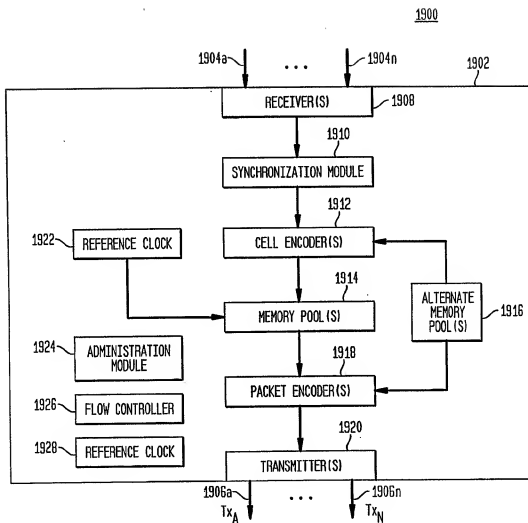 1900
1904a ... 1904n
1902
RECEIVER(S)
1908
1910
SYNCHRONIZATION MODULE
1912
1922
REFERENCE CLOCK
CELL ENCODER(S)
1914
MEMORY POOL(S)
ALTERNATE
MEMORY
POOL(S)
1916
1924
ADMINISTRATION
MODULE
1918
PACKET ENCODER(S)
1926
FLOW CONTROLLER
1920
1928
REFERENCE CLOCK
TRANSMITTER(S)
1906a ... 1906n
TxA TxN